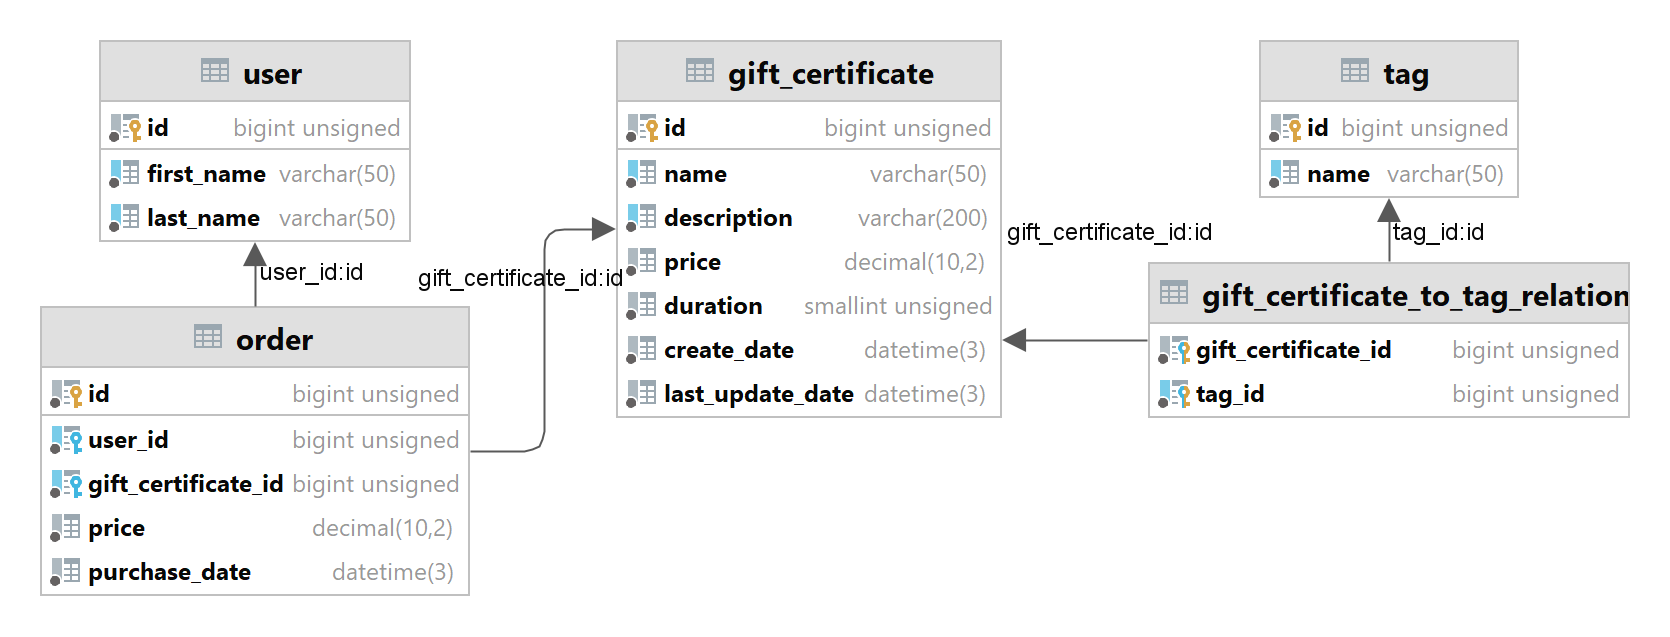 user
id bigint unsigned
first_name varchar(50)
last_name varchar(50)
user_id:id
order
id bigint unsigned
user_id bigint unsigned
gift_certificate_id bigint unsigned
price decimal(10,2)
purchase_date datetime(3)
gift_certificate_id:id
gift_certificate
id bigint unsigned
name varchar(50)
description varchar(200)
price decimal(10,2)
duration smallint unsigned
create_date datetime(3)
last_update_date datetime(3)
gift_certificate_id:id
tag
id bigint unsigned
name varchar(50)
tag_id:id
gift_certificate_to_tag_relation
gift_certificate_id bigint unsigned
tag_id bigint unsigned